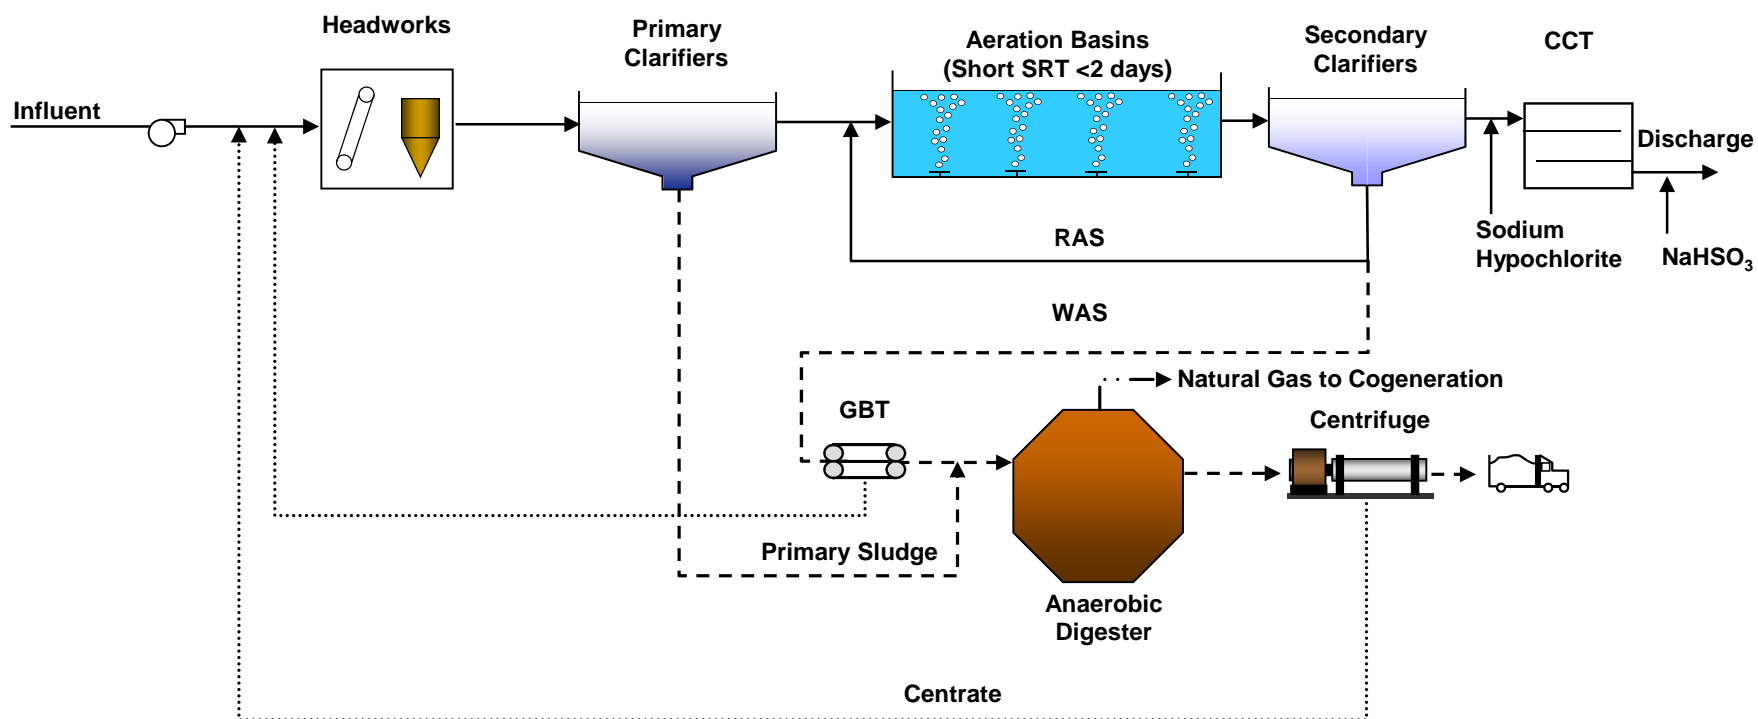 Headworks
Primary
Clarifiers
Aeration Basins
(Short SRT <2 days)
Secondary
Clarifiers
CCT
Influent
Discharge
RAS
Sodium
Hypochlorite
NaHSO₃
WAS
Natural Gas to Cogeneration
GBT
Centrifuge
Primary Sludge
Anaerobic
Digester
Centrate